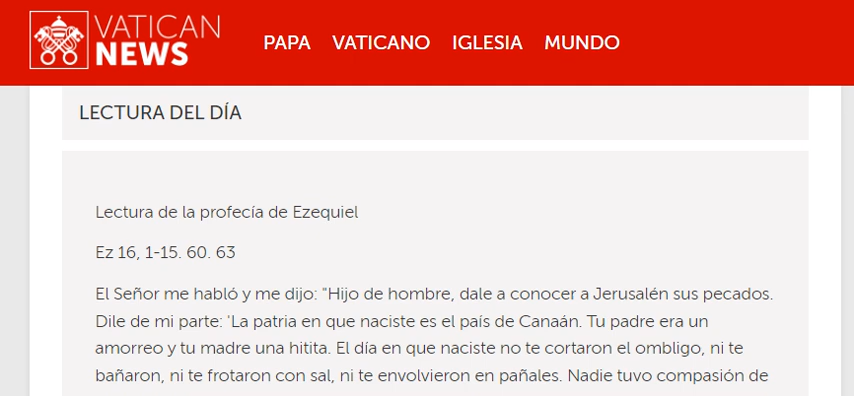 VATICAN
NEWS
PAPA VATICANO IGLESIA MUNDO
LECTURA DEL DÍA
Lectura de la profecía de Ezequiel
Ez 16, 1-15. 60. 63
El Señor me habló y me dijo: "Hijo de hombre, dale a conocer a Jerusalén sus pecados.
Dile de mi parte: 'La patria en que naciste es el país de Canaán. Tu padre era un
amorreo y tu madre una hitita. El día en que naciste no te cortaron el ombligo, ni te
bañaron, ni te frotaron con sal, ni te envolvieron en pañales. Nadie tuvo compasión de